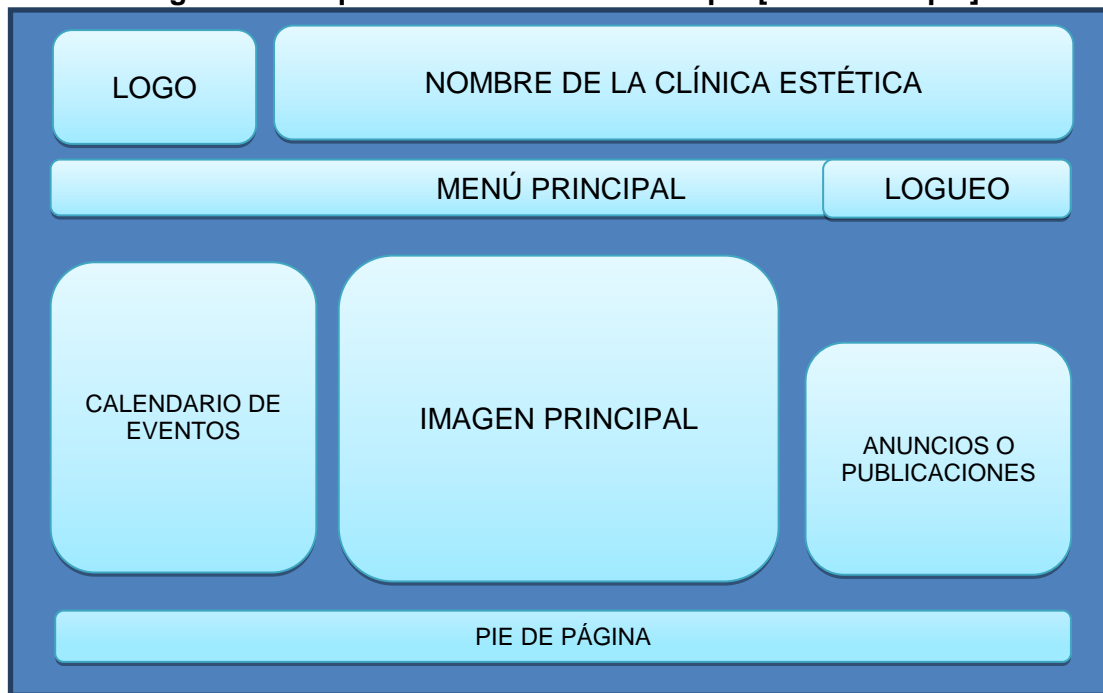 LOGO
NOMBRE DE LA CLÍNICA ESTÉTICA
MENÚ PRINCIPAL
LOGUEO
CALENDARIO DE
EVENTOS
IMAGEN PRINCIPAL
ANUNCIOS O
PUBLICACIONES
PIE DE PÁGINA